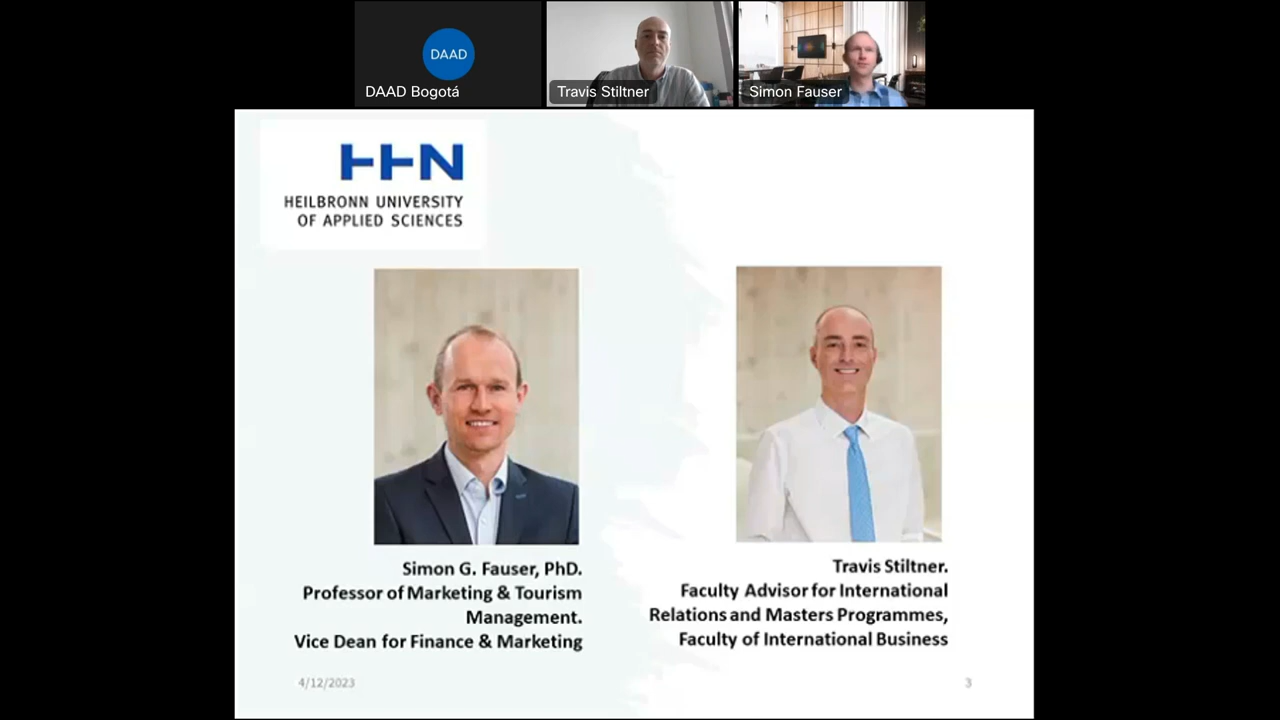 DAAD
DAAD Bogotá
Travis Stiltner
Simon Fauser
HHN
HEILBRONN UNIVERSITY
OF APPLIED SCIENCES
Simon G. Fauser, PhD.
Professor of Marketing & Tourism
Management.
Vice Dean for Finance & Marketing
Travis Stiltner.
Faculty Advisor for International
Relations and Masters Programmes,
Faculty of International Business
4/12/2023
3